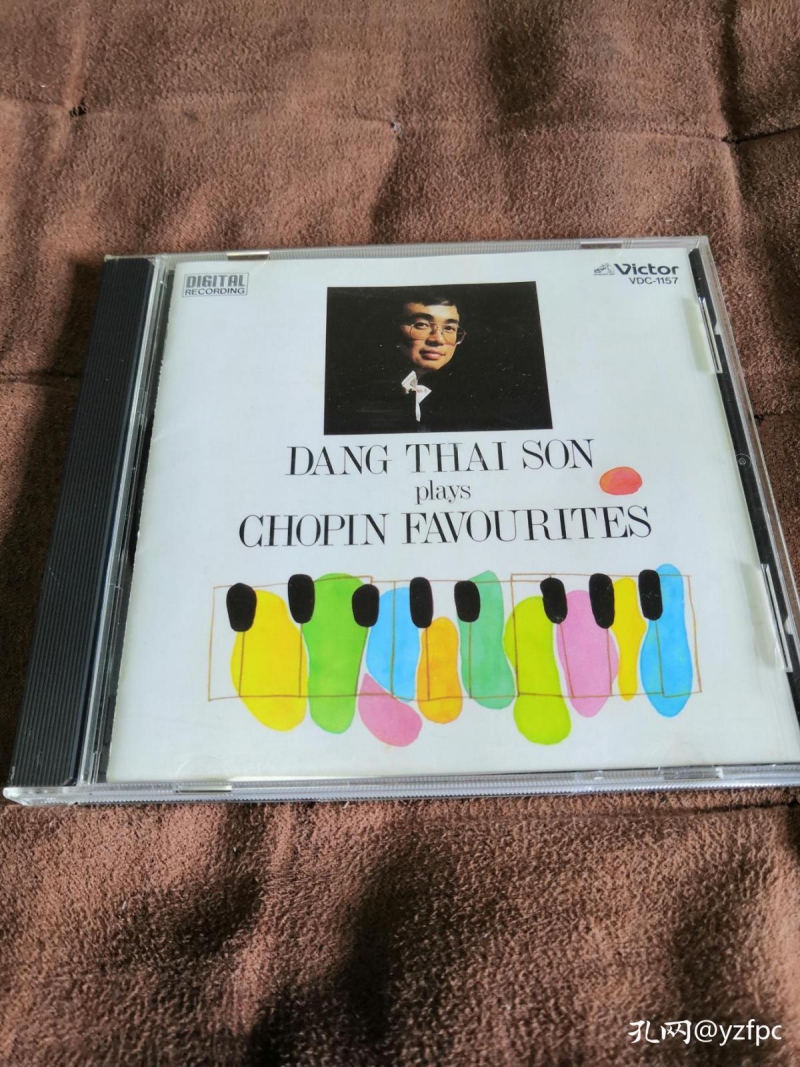 DIGITAL
RECORDING
Victor
VDC-1157
DANG THAI SON
plays
CHOPIN FAVOURITES
孔网@yzfpc